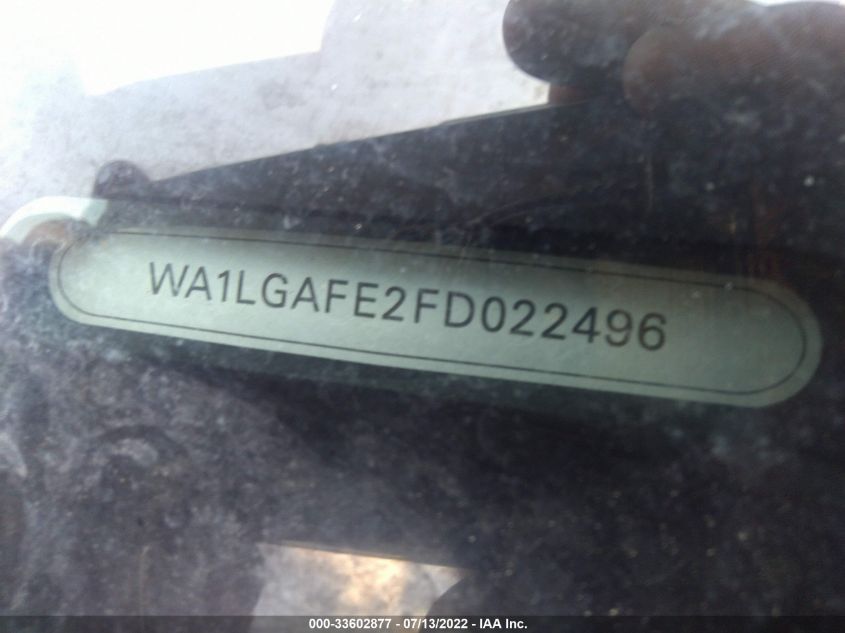 WA1LGAFE2FD022496
000-33602877 - 07/13/2022 - IAA Inc.